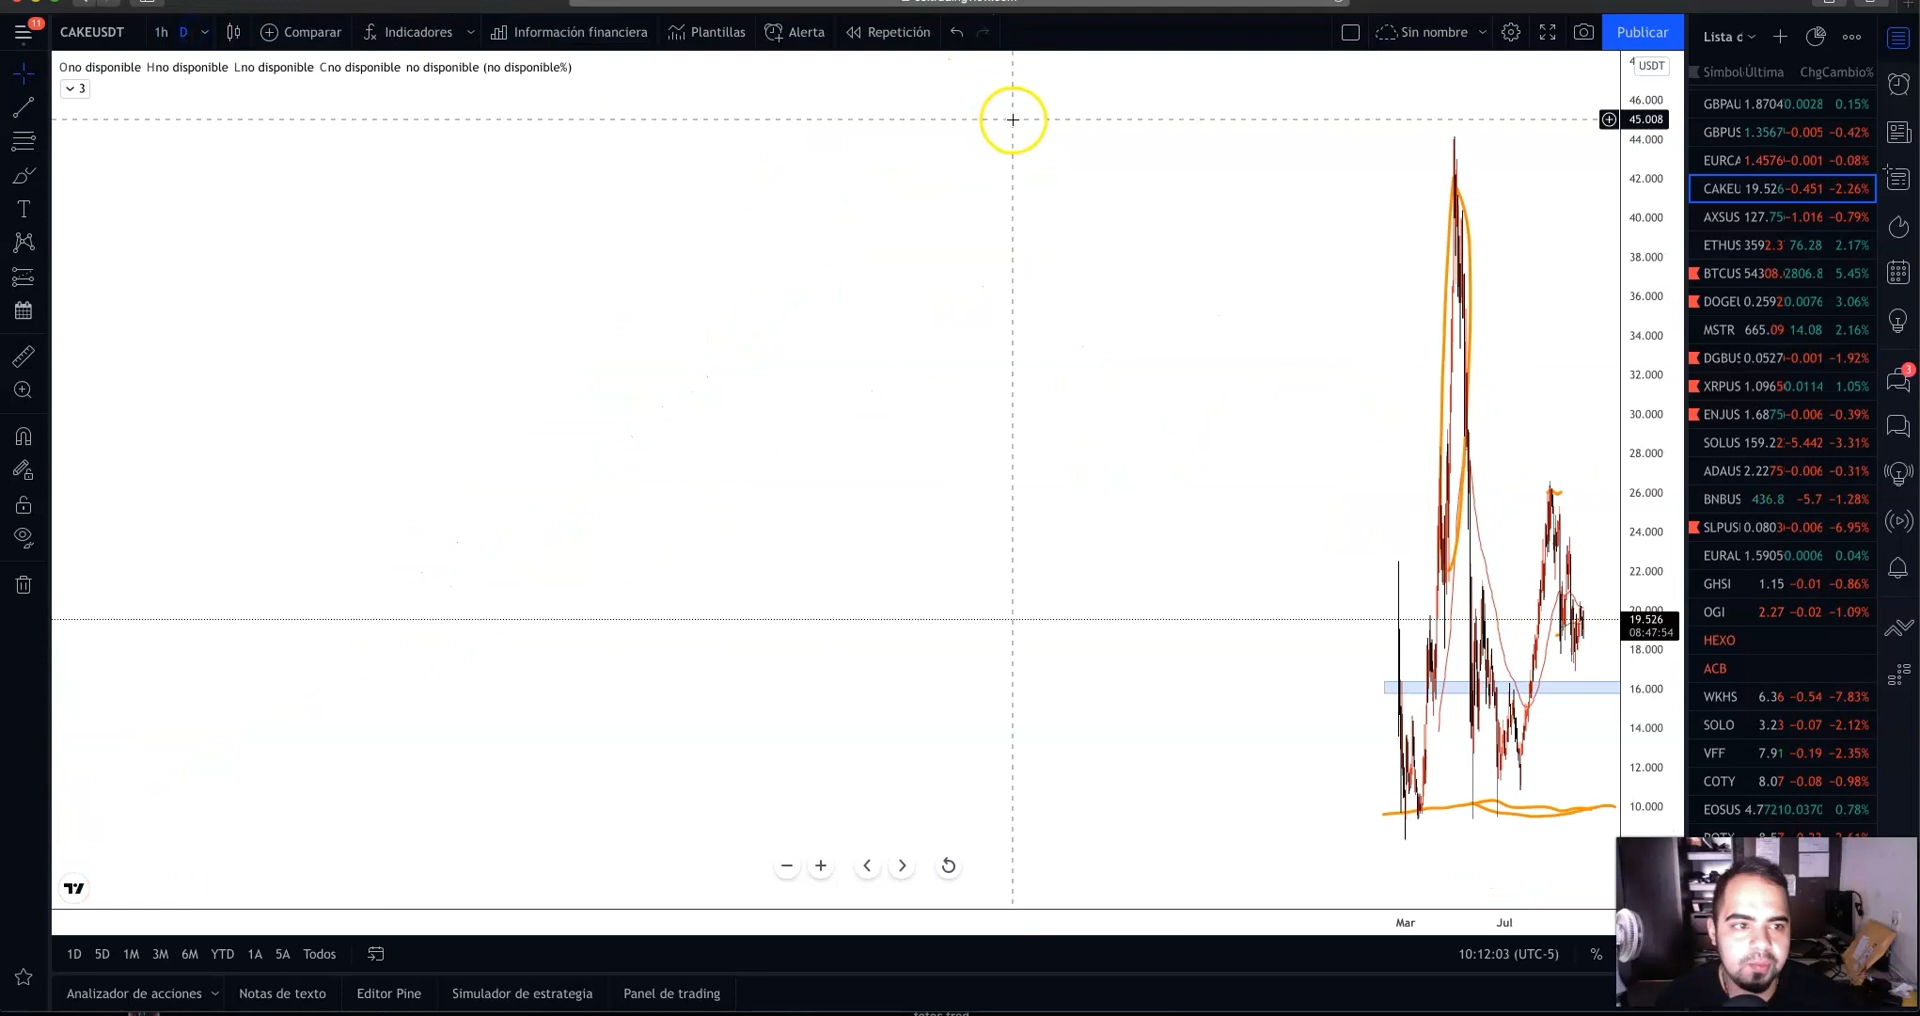 11
CAKEUSDT 1h D Comparar Indicadores Información financiera Plantillas Alerta Repetición Sin nombre Publicar
Ono disponible Hno disponible Lno disponible Cno disponible no disponible (no disponible%)
3
USDT
46.000
45.008
44.000
42.000
40.000
38.000
36.000
34.000
32.000
30.000
28.000
26.000
24.000
22.000
20.000
19.526
08:47:54
18.000
16.000
14.000
12.000
10.000
Mar Jul
1D 5D 1M 3M 6M YTD 1A 5A Todos 10:12:03 (UTC-5) %
Analizador de acciones Notas de texto Editor Pine Simulador de estrategia Panel de trading
Lista d
Símbol Última Chg Cambio%
GBPAU 1.8704 0.0028 0.15%
GBPUS 1.3567 -0.005 -0.42%
EURCA 1.4576 -0.001 -0.08%
CAKEU 19.526 -0.451 -2.26%
AXSUS 127.75 -1.016 -0.79%
ETHUS 3592.3 76.28 2.17%
BTCUS 54308. 2806.8 5.45%
DOGEU 0.2592 0.0076 3.06%
MSTR 665.09 14.08 2.16%
DGBUS 0.0527 -0.001 -1.92%
XRPUS 1.0965 0.0114 1.05%
ENJUS 1.6875 -0.006 -0.39%
SOLUS 159.22 -5.442 -3.31%
ADAUS 2.2275 -0.006 -0.31%
BNBUS 436.8 -5.7 -1.28%
SLPUS 0.0803 -0.006 -6.95%
EURAU 1.5905 0.0006 0.04%
GHSI 1.15 -0.01 -0.86%
OGI 2.27 -0.02 -1.09%
HEXO
ACB
WKHS 6.36 -0.54 -7.83%
SOLO 3.23 -0.07 -2.12%
VFF 7.91 -0.19 -2.35%
COTY 8.07 -0.08 -0.98%
EOSUS 4.7721 0.0370 0.78%
3